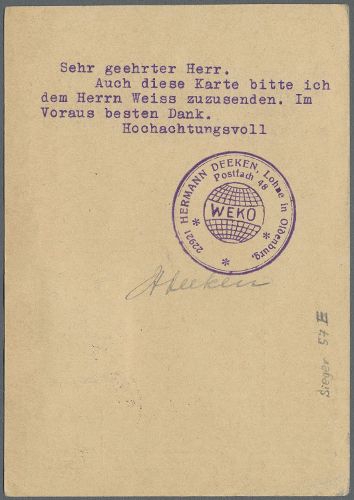 Sehr geehrter Herr.
Auch diese Karte bitte ich
dem Herrn Weiss zuzusenden. Im
Voraus besten Dank.
Hochachtungsvoll
22921 HERMANN DEEKEN, Lohne in Oldenburg. *
Postfach 48
WEKO
HDeeken
Sieger 57 III